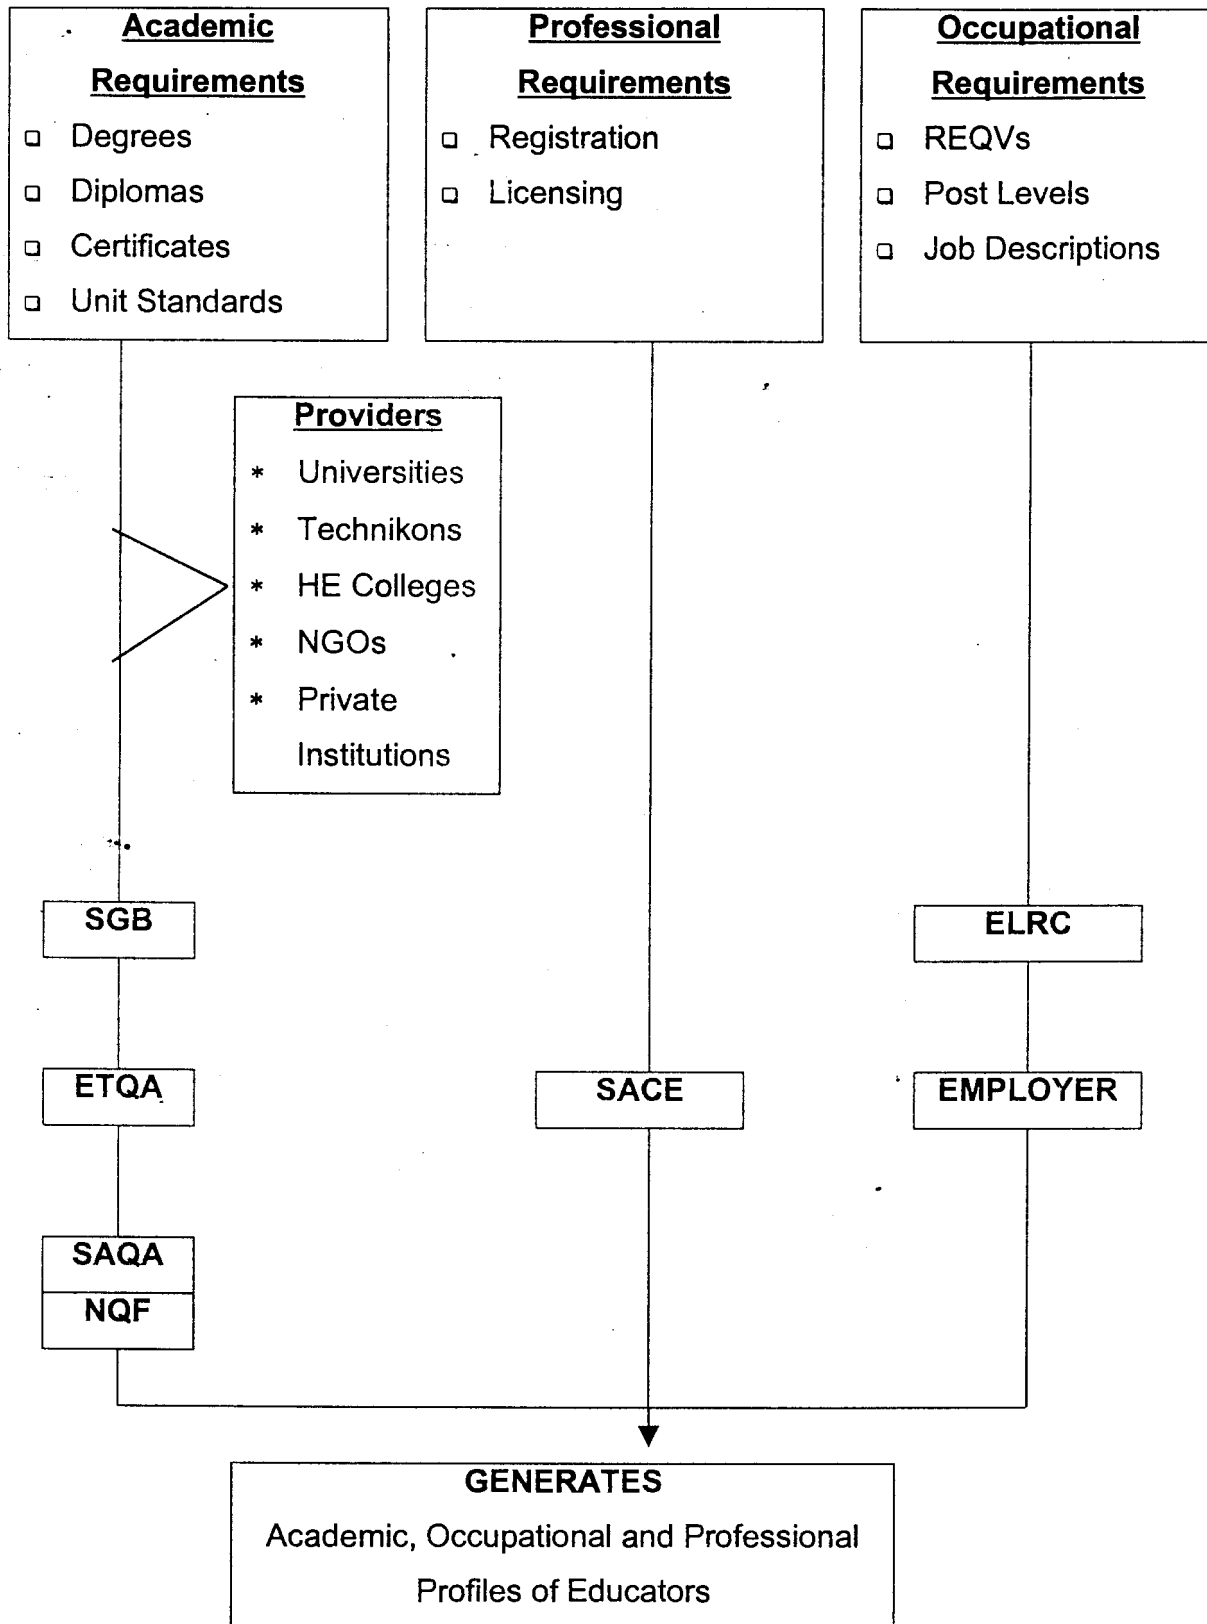 Academic
Requirements
❑ Degrees
❑ Diplomas
❑ Certificates
❑ Unit Standards
Professional
Requirements
❑ Registration
❑ Licensing
Occupational
Requirements
❑ REQVs
❑ Post Levels
❑ Job Descriptions
Providers
* Universities
* Technikons
* HE Colleges
* NGOs
* Private
Institutions
SGB
ETQA
SAQA
NQF
SACE
ELRC
EMPLOYER
GENERATES
Academic, Occupational and Professional
Profiles of Educators